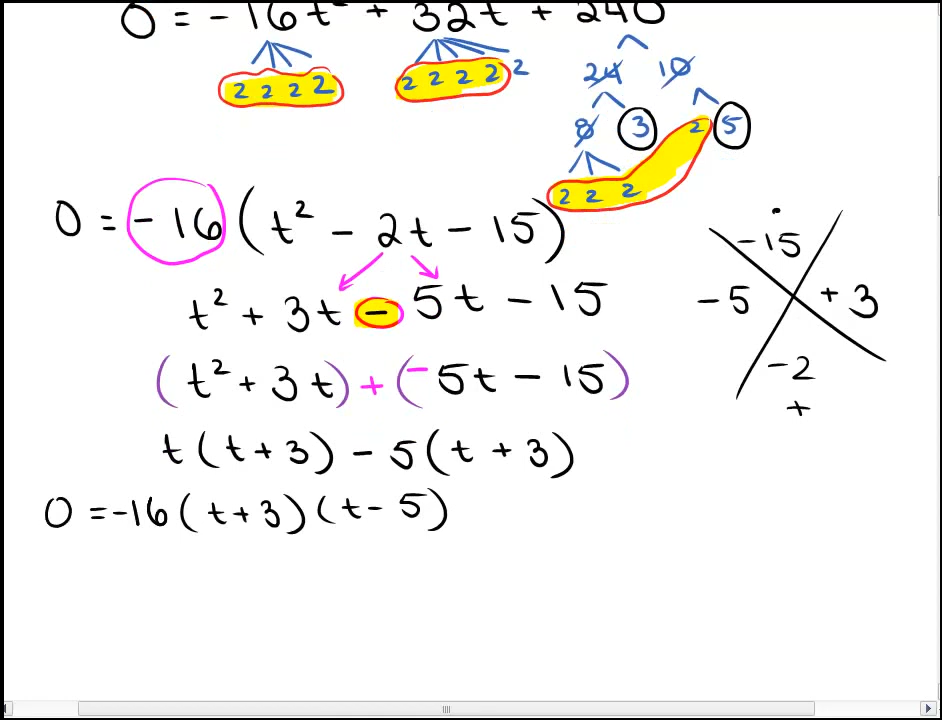 0 = -16t² + 32t + 240
2 2 2 2 2 2 2 2 2 24 10
8 3 2 5
2 2 2
0 = -16 (t² - 2t - 15)
-15
t² + 3t - 5t - 15
-5 +3
(t² + 3t) + (-5t - 15)
-2
+
t(t + 3) - 5(t + 3)
0 = -16(t+3)(t-5)